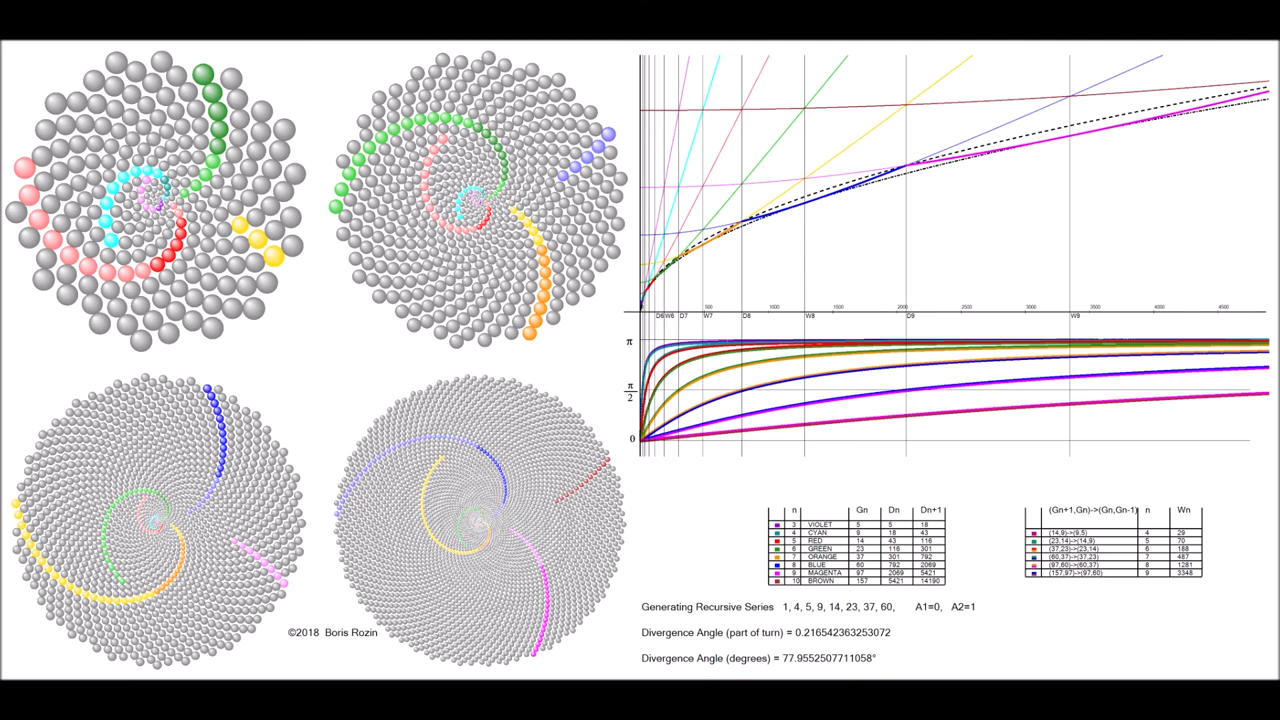 500 1000 1500 2000 2500 3000 3500 4000 4500
D6 W6 D7 W7 D8 W8 D9 W9
π
π
2
0
n Gn Dn Dn+1
3 VIOLET 5 5 18
4 CYAN 9 18 43
5 RED 14 43 116
6 GREEN 23 116 301
7 ORANGE 37 301 792
8 BLUE 60 792 2069
9 MAGENTA 97 2069 5421
10 BROWN 157 5421 14190
(Gn+1,Gn)->(Gn,Gn-1) n Wn
(14,9)->(9,5) 4 29
(23,14)->(14,9) 5 70
(37,23)->(23,14) 6 188
(60,37)->(37,23) 7 487
(97,60)->(60,37) 8 1281
(157,97)->(97,60) 9 3348
Generating Recursive Series 1, 4, 5, 9, 14, 23, 37, 60, A1=0, A2=1
©2018 Boris Rozin
Divergence Angle (part of turn) = 0.216542363253072
Divergence Angle (degrees) = 77.9552507711058°